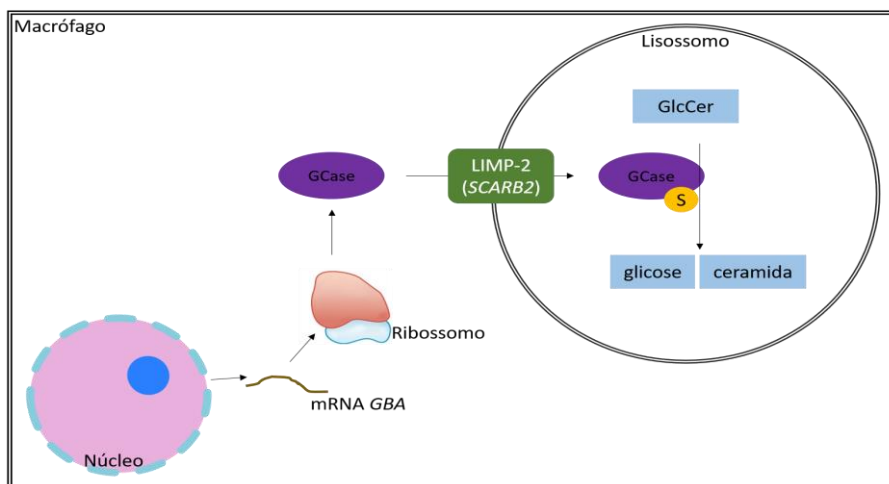 Macrófago
Lisossomo
GlcCer
GCase
LIMP-2
(SCARB2)
GCase
S
glicose
ceramida
Ribossomo
mRNA GBA
Núcleo